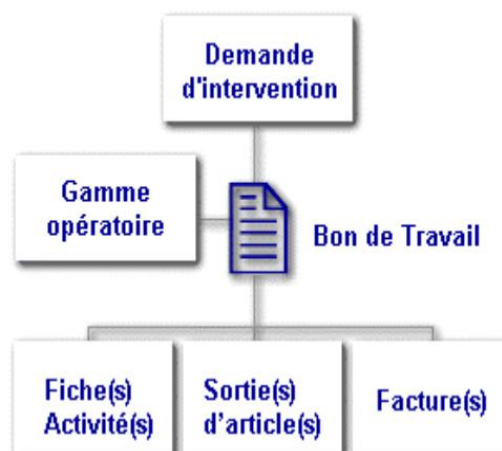 Demande
d'intervention
Gamme
opératoire
Bon de Travail
Fiche(s)
Activité(s)
Sortie(s)
d’article(s)
Facture(s)